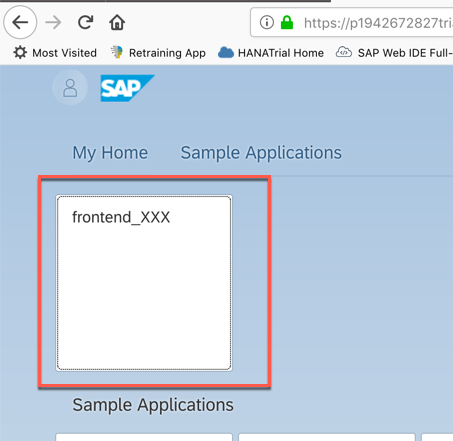 https://p1942672827tri
Most Visited Retraining App HANATrial Home SAP Web IDE Full-
SAP
My Home Sample Applications
frontend_XXX
Sample Applications